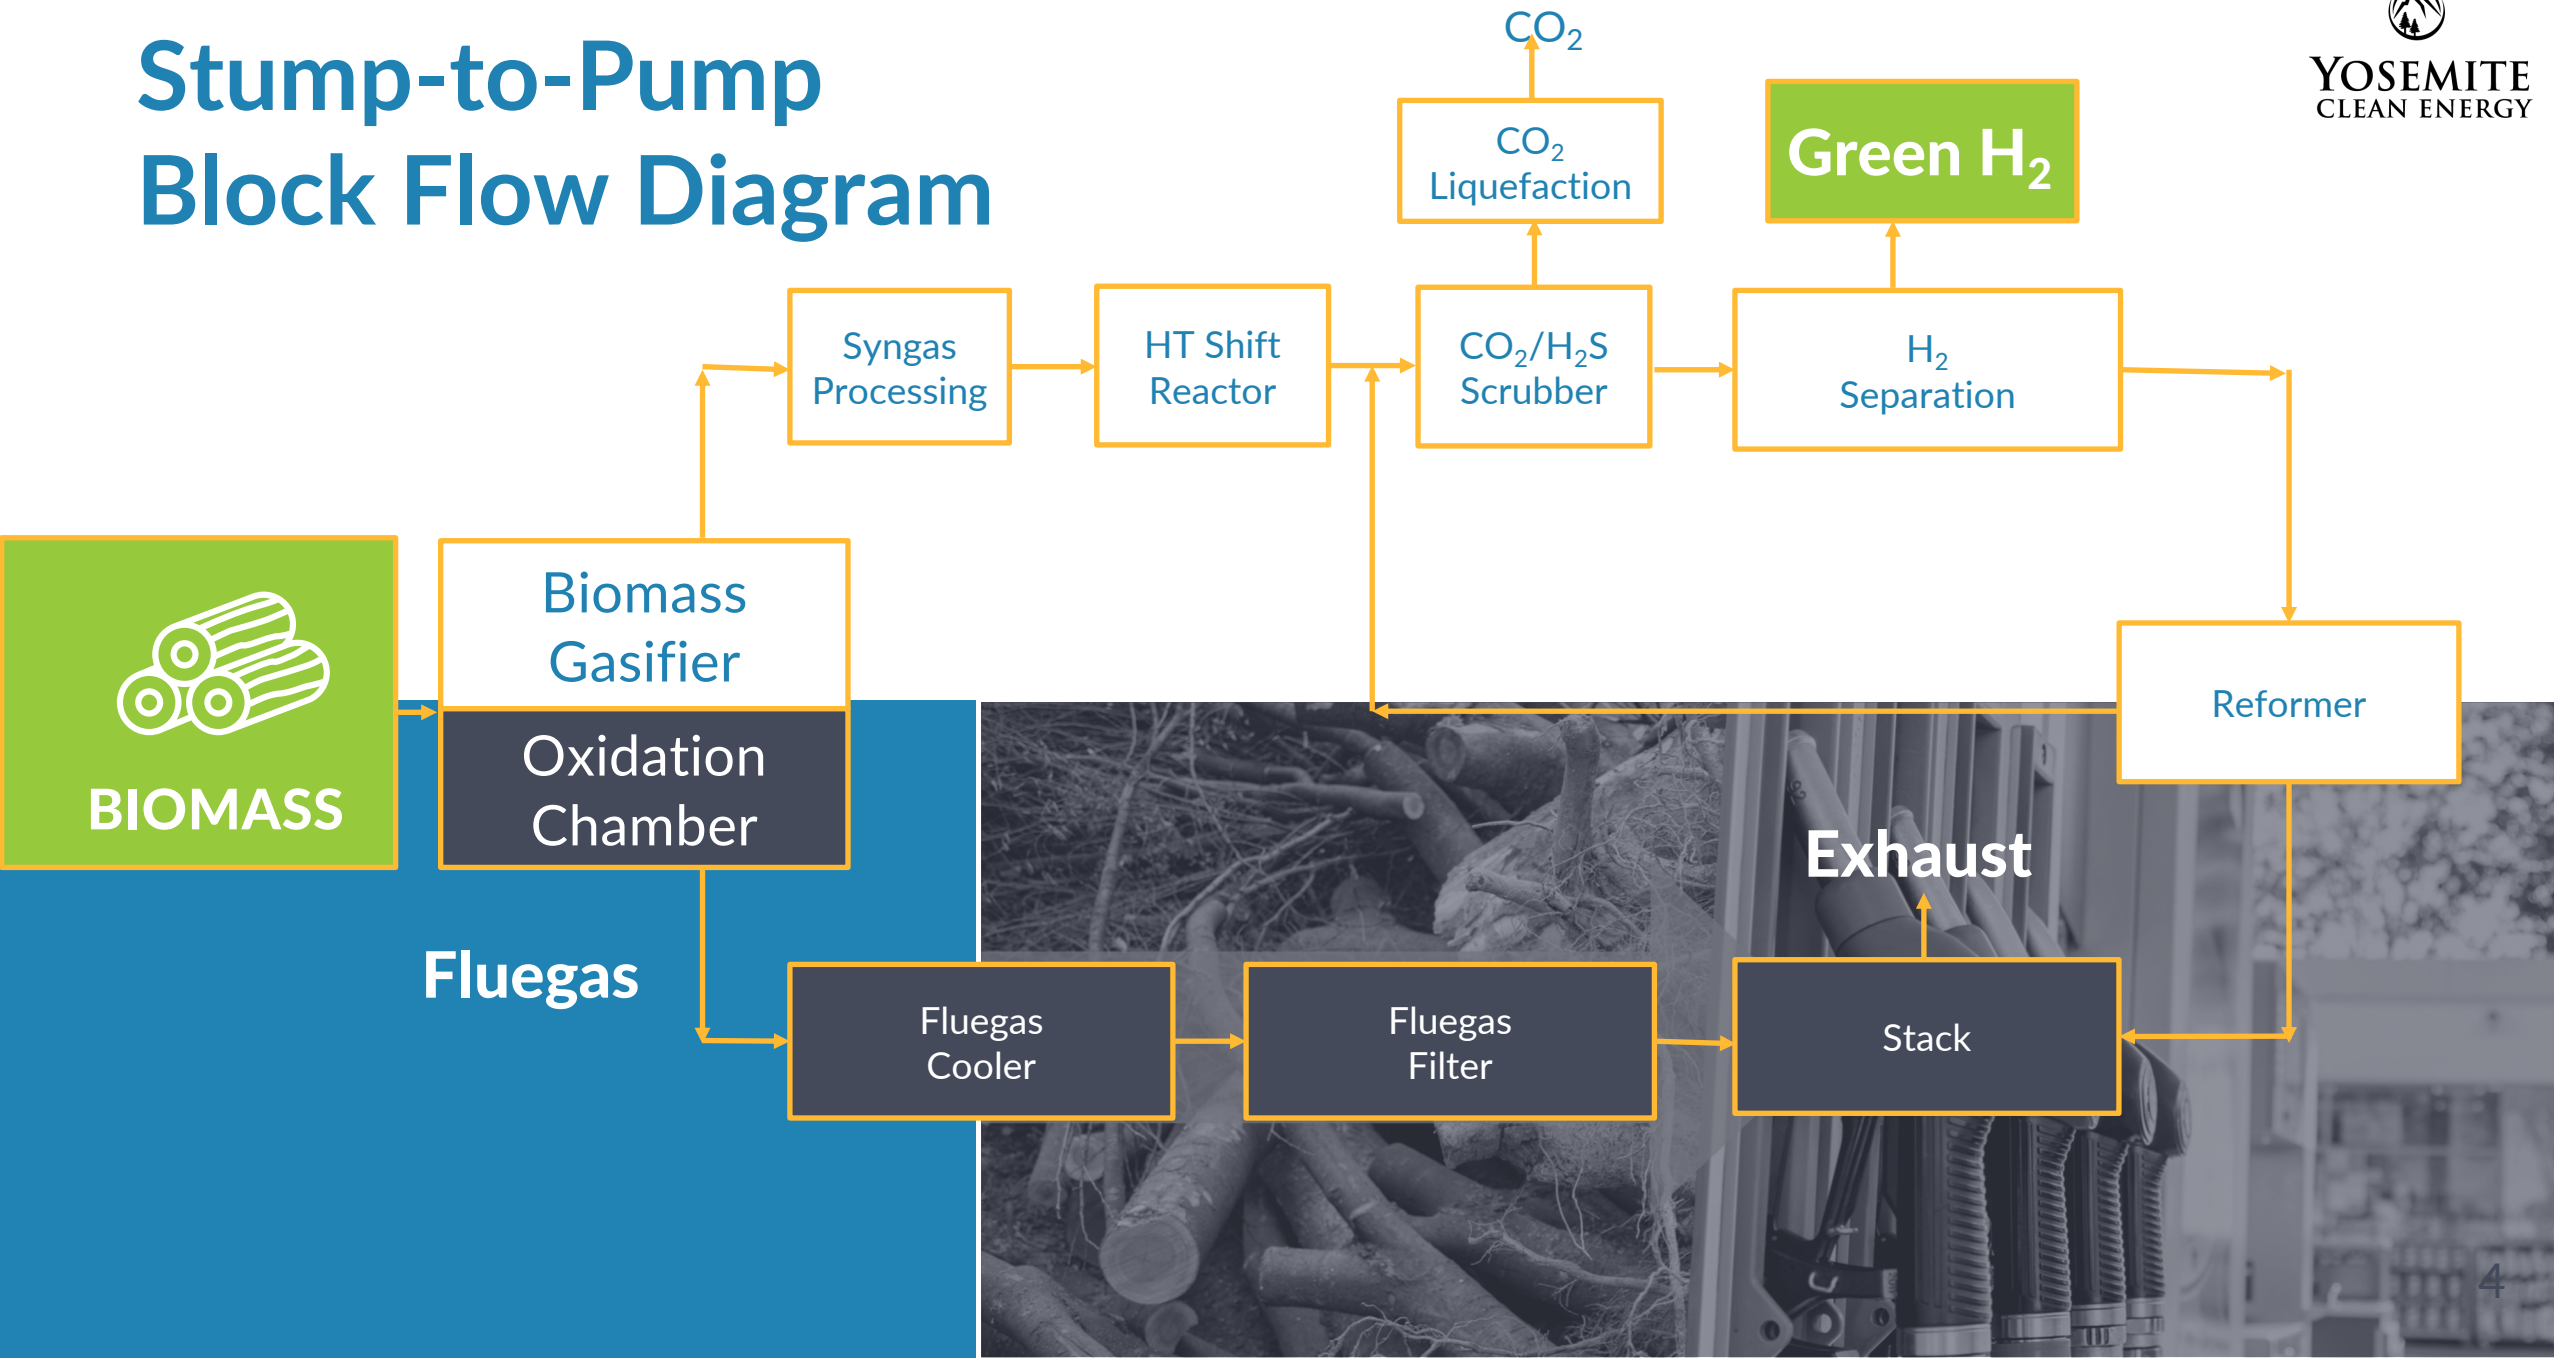 Stump-to-Pump
Block Flow Diagram
YOSEMITE
CLEAN ENERGY
CO₂
CO₂
Liquefaction
Green H₂
Syngas
Processing
HT Shift
Reactor
CO₂/H₂S
Scrubber
H₂
Separation
BIOMASS
Biomass
Gasifier
Oxidation
Chamber
Reformer
Exhaust
Fluegas
Fluegas
Cooler
Fluegas
Filter
Stack
4